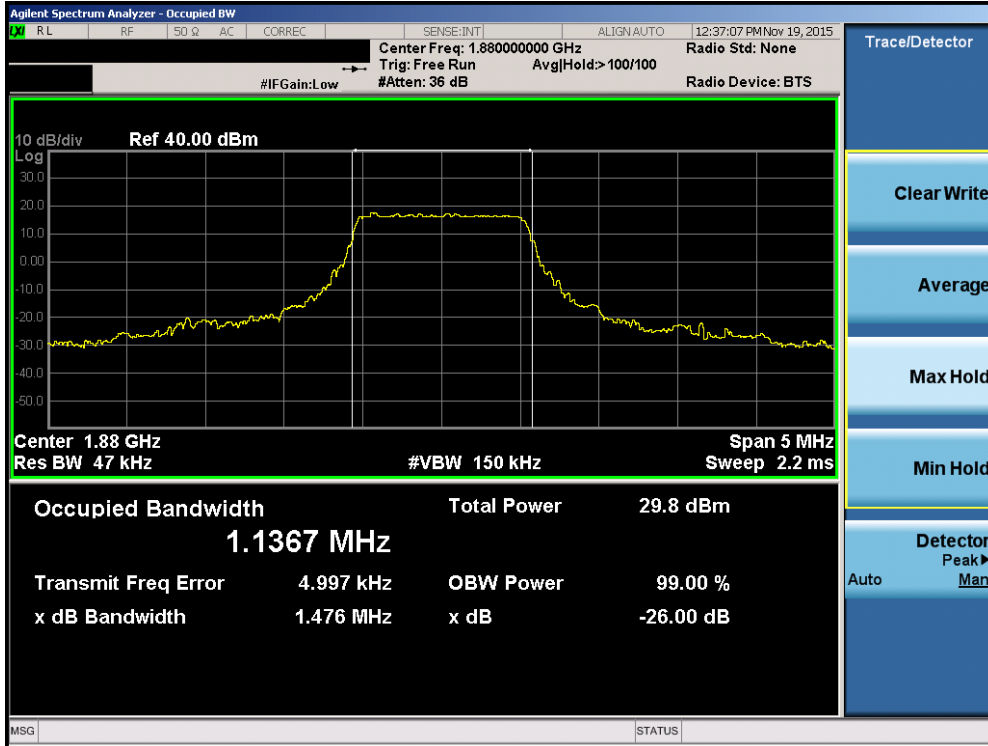 Agilent Spectrum Analyzer - Occupied BW
LXI RL RF 50 Ω AC CORREC SENSE:INT ALIGN AUTO 12:37:07 PM Nov 19, 2015
Center Freq: 1.880000000 GHz Radio Std: None
Trig: Free Run Avg|Hold:>100/100
#IFGain:Low #Atten: 36 dB Radio Device: BTS
10 dB/div Ref 40.00 dBm
Log
30.0
20.0
10.0
0.00
-10.0
-20.0
-30.0
-40.0
-50.0
Center 1.88 GHz Span 5 MHz
Res BW 47 kHz #VBW 150 kHz Sweep 2.2 ms
Occupied Bandwidth Total Power 29.8 dBm
1.1367 MHz
Transmit Freq Error 4.997 kHz OBW Power 99.00 %
x dB Bandwidth 1.476 MHz x dB -26.00 dB
MSG STATUS
Trace/Detector
Clear Write
Average
Max Hold
Min Hold
Detector
Peak▶
Auto Man